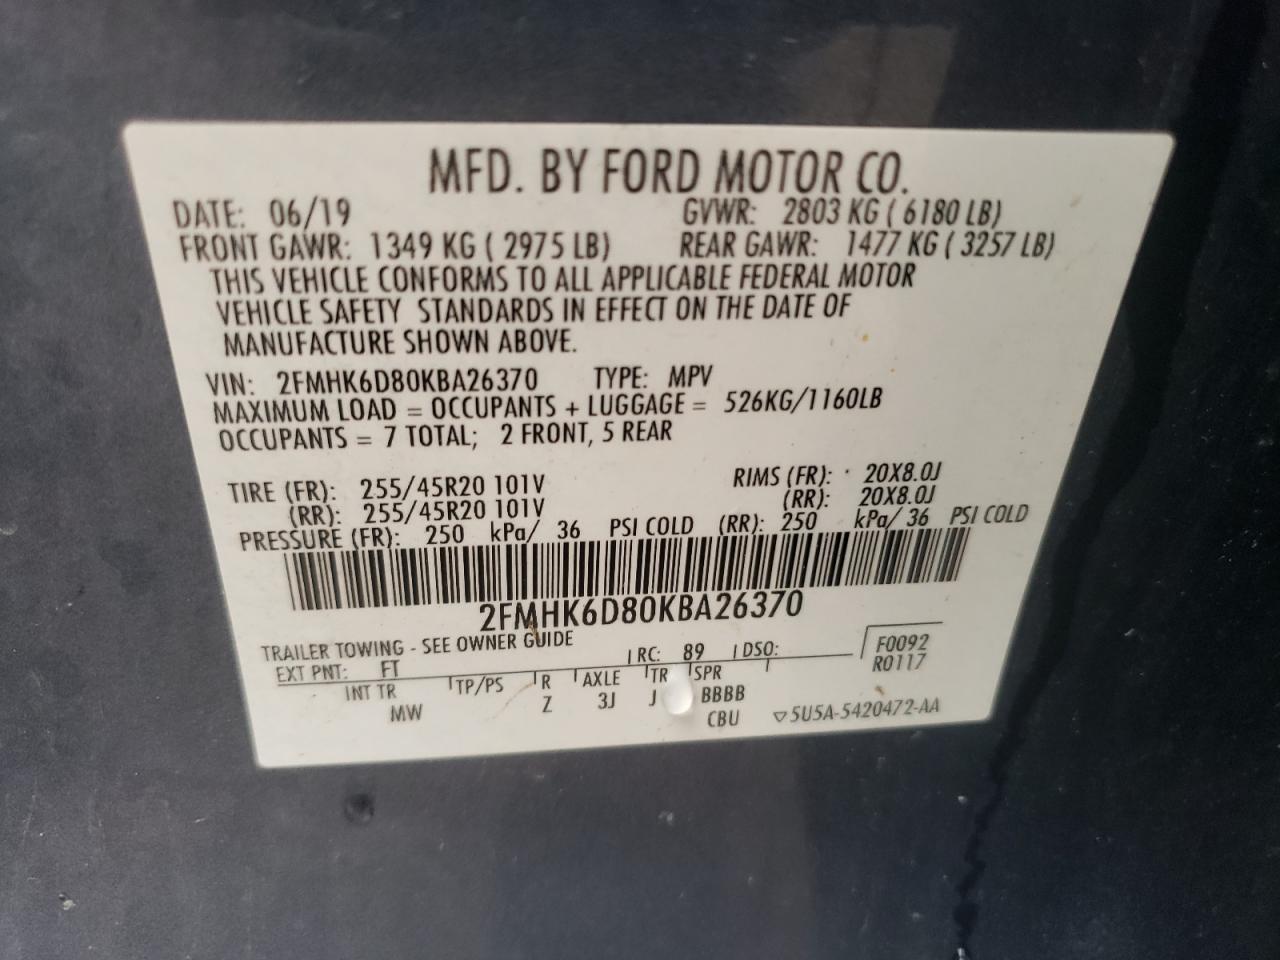 MFD. BY FORD MOTOR CO.
DATE: 06/19 GVWR: 2803 KG ( 6180 LB)
FRONT GAWR: 1349 KG ( 2975 LB) REAR GAWR: 1477 KG ( 3257 LB)
THIS VEHICLE CONFORMS TO ALL APPLICABLE FEDERAL MOTOR
VEHICLE SAFETY STANDARDS IN EFFECT ON THE DATE OF
MANUFACTURE SHOWN ABOVE.
VIN: 2FMHK6D80KBA26370 TYPE: MPV
MAXIMUM LOAD = OCCUPANTS + LUGGAGE = 526KG/1160LB
OCCUPANTS = 7 TOTAL; 2 FRONT, 5 REAR
TIRE (FR): 255/45R20 101V RIMS (FR): 20X8.0J
(RR): 255/45R20 101V (RR): 20X8.0J
PRESSURE (FR): 250 kPa/ 36 PSI COLD (RR): 250 kPa/ 36 PSI COLD
2FMHK6D80KBA26370
TRAILER TOWING - SEE OWNER GUIDE
EXT PNT: FT RC: 89 DSO: F0092
R0117
INT TR TP/PS R AXLE TR SPR
MW Z 3J J BBBB
CBU ▽5U5A-5420472-AA